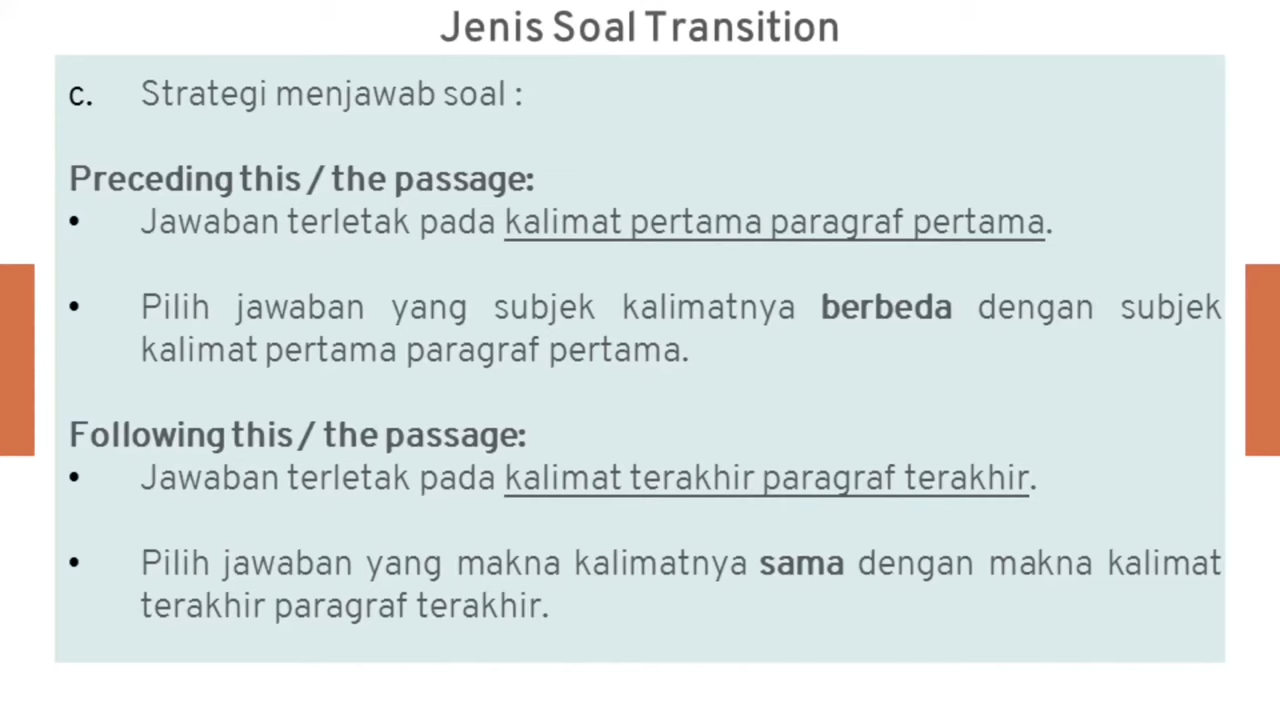 Jenis Soal Transition
c. Strategi menjawab soal :
Preceding this / the passage:
• Jawaban terletak pada kalimat pertama paragraf pertama.
• Pilih jawaban yang subjek kalimatnya berbeda dengan subjek
kalimat pertama paragraf pertama.
Following this / the passage:
• Jawaban terletak pada kalimat terakhir paragraf terakhir.
• Pilih jawaban yang makna kalimatnya sama dengan makna kalimat
terakhir paragraf terakhir.